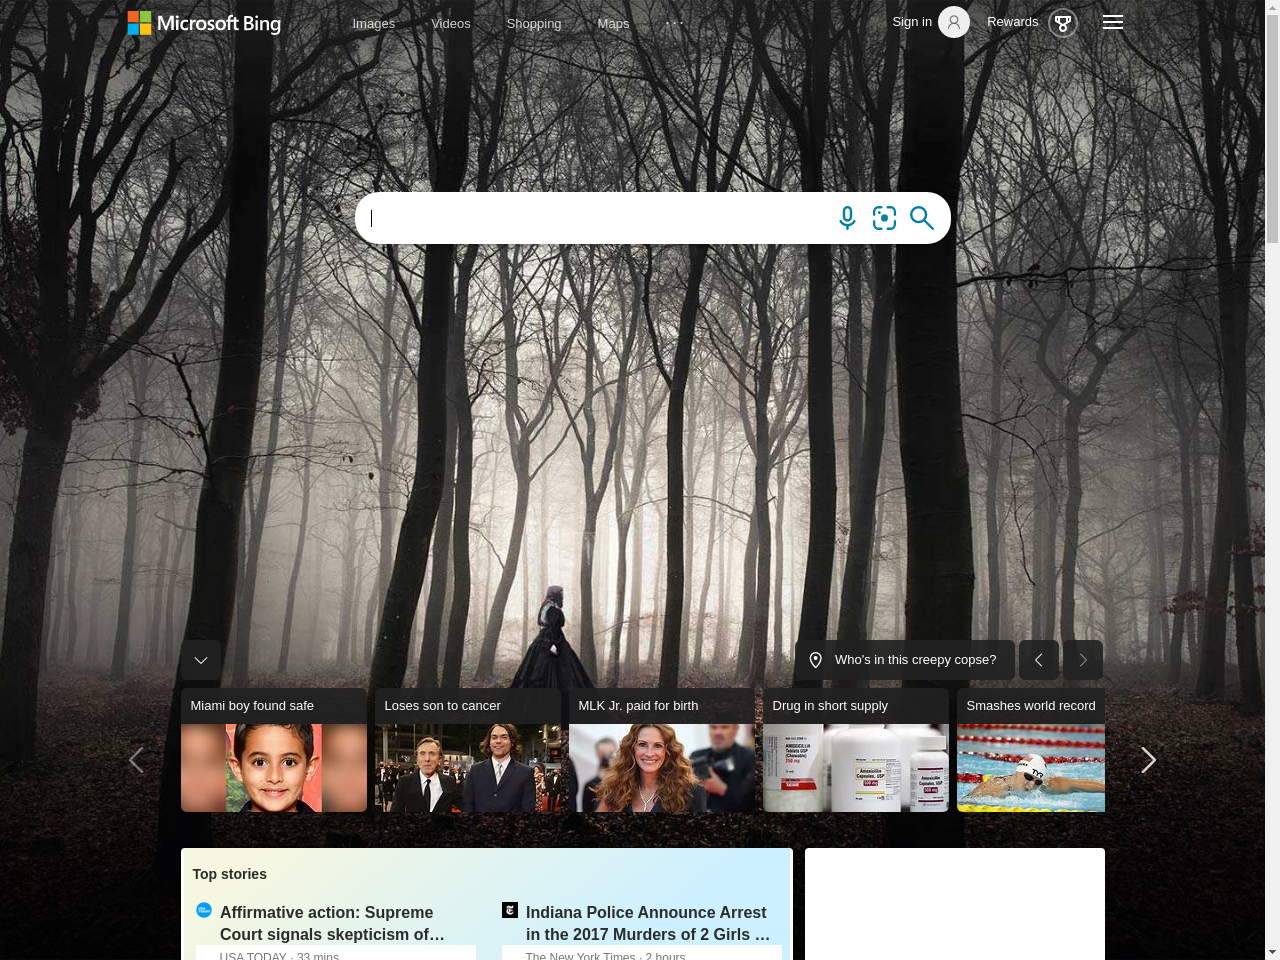 Microsoft Bing
Images
Videos
Shopping
Maps
Sign in
Rewards
Who's in this creepy copse?
Miami boy found safe
Loses son to cancer
MLK Jr. paid for birth
Drug in short supply
Smashes world record
Top stories
Affirmative action: Supreme
Court signals skepticism of…
USA TODAY · 33 mins
Indiana Police Announce Arrest
in the 2017 Murders of 2 Girls …
The New York Times · 2 hours